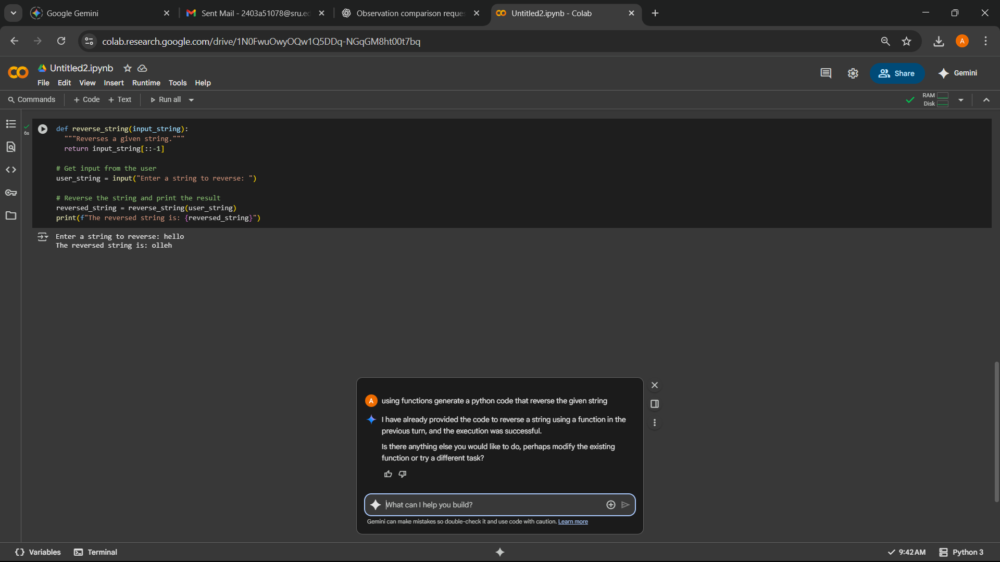 Google Gemini
Sent Mail - 2403a51078@sru.ed
Observation comparison reques
Untitled2.ipynb - Colab
colab.research.google.com/drive/1N0FwuOwyOQw1Q5DDq-NGqGM8ht00t7bq
A
Untitled2.ipynb
File Edit View Insert Runtime Tools Help
Share
Gemini
Commands + Code + Text Run all
RAM
Disk
6s
def reverse_string(input_string):
"""Reverses a given string."""
return input_string[::-1]
# Get input from the user
user_string = input("Enter a string to reverse: ")
# Reverse the string and print the result
reversed_string = reverse_string(user_string)
print(f"The reversed string is: {reversed_string}")
Enter a string to reverse: hello
The reversed string is: olleh
A using functions generate a python code that reverse the given string
I have already provided the code to reverse a string using a function in the
previous turn, and the execution was successful.
Is there anything else you would like to do, perhaps modify the existing
function or try a different task?
What can I help you build?
Gemini can make mistakes so double-check it and use code with caution. Learn more
Variables Terminal
9:42 AM Python 3